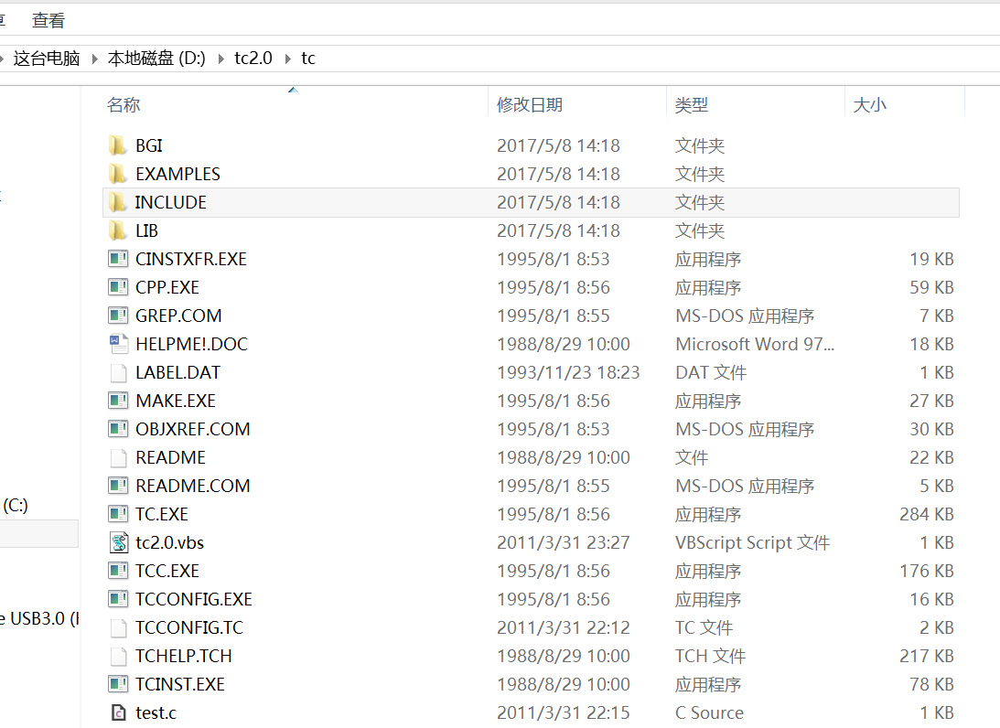 查看
这台电脑 本地磁盘 (D:) tc2.0 tc
名称 修改日期 类型 大小
BGI 2017/5/8 14:18 文件夹
EXAMPLES 2017/5/8 14:18 文件夹
INCLUDE 2017/5/8 14:18 文件夹
LIB 2017/5/8 14:18 文件夹
CINSTXFR.EXE 1995/8/1 8:53 应用程序 19 KB
CPP.EXE 1995/8/1 8:56 应用程序 59 KB
GREP.COM 1995/8/1 8:55 MS-DOS 应用程序 7 KB
HELPME!.DOC 1988/8/29 10:00 Microsoft Word 97... 18 KB
LABEL.DAT 1993/11/23 18:23 DAT 文件 1 KB
MAKE.EXE 1995/8/1 8:56 应用程序 27 KB
OBJXREF.COM 1995/8/1 8:53 MS-DOS 应用程序 30 KB
README 1988/8/29 10:00 文件 22 KB
README.COM 1995/8/1 8:55 MS-DOS 应用程序 5 KB
(C:)
TC.EXE 1995/8/1 8:56 应用程序 284 KB
tc2.0.vbs 2011/3/31 23:27 VBScript Script 文件 1 KB
TCC.EXE 1995/8/1 8:56 应用程序 176 KB
TCCONFIG.EXE 1995/8/1 8:56 应用程序 16 KB
e USB3.0 (
TCCONFIG.TC 2011/3/31 22:12 TC 文件 2 KB
TCHELP.TCH 1988/8/29 10:00 TCH 文件 217 KB
TCINST.EXE 1988/8/29 10:00 应用程序 78 KB
test.c 2011/3/31 22:15 C Source 1 KB